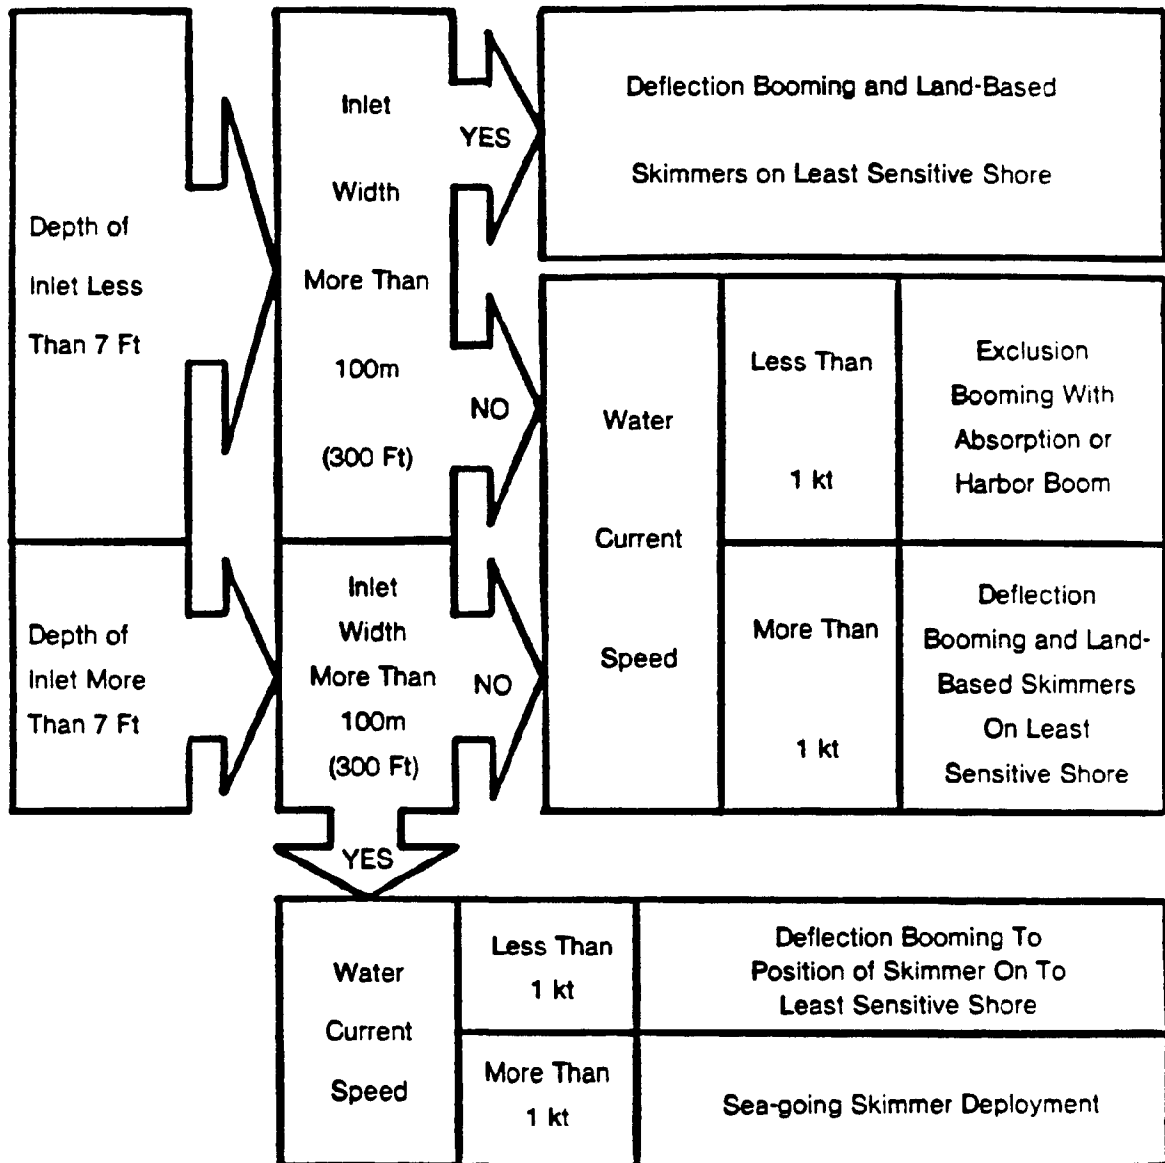 Depth of
Inlet Less
Than 7 Ft
Inlet
Width
More Than
100m
(300 Ft)
YES
Deflection Booming and Land-Based
Skimmers on Least Sensitive Shore
NO
Water
Current
Speed
Less Than
1 kt
Exclusion
Booming With
Absorption or
Harbor Boom
More Than
1 kt
Deflection
Booming and Land-
Based Skimmers
On Least
Sensitive Shore
Depth of
Inlet More
Than 7 Ft
Inlet
Width
More Than
100m
(300 Ft)
NO
YES
Water
Current
Speed
Less Than
1 kt
Deflection Booming To
Position of Skimmer On To
Least Sensitive Shore
More Than
1 kt
Sea-going Skimmer Deployment